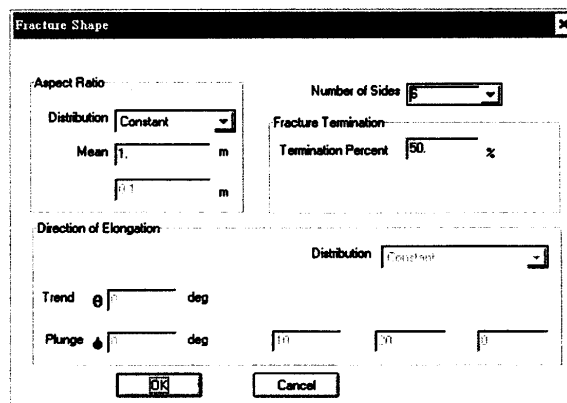 Fracture Shape
Aspect Ratio
Distribution Constant
Mean 1. m
0.1 m
Number of Sides 6
Fracture Termination
Termination Percent 50. %
Direction of Elongation
Distribution Constant
Trend θ 0 deg
Plunge ϕ 0 deg 10 20 0
OK Cancel